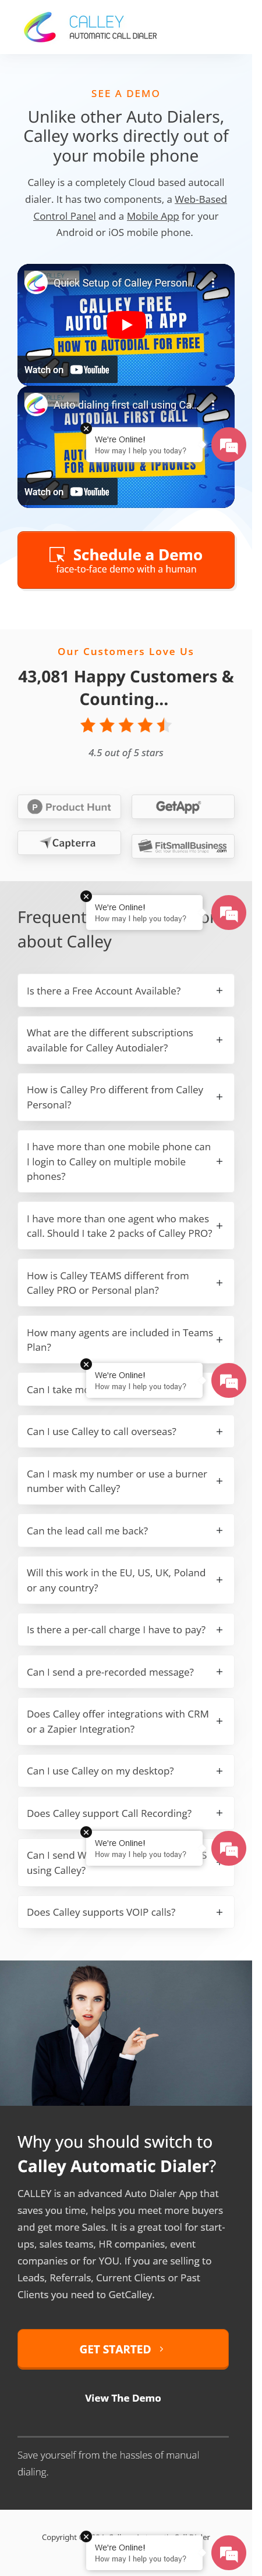 CALLEY
AUTOMATIC CALL DIALER
SEE A DEMO
Unlike other Auto Dialers,
Calley works directly out of
your mobile phone
Calley is a completely Cloud based autocall
dialer. It has two components, a Web-Based
Control Panel and a Mobile App for your
Android or iOS mobile phone.
Quick Setup of Calley Person...
CALLEY FREE
HOW TO AUTODIAL FOR FREE
Watch on YouTube
Auto dialing first call using Ca...
AUTODIAL FIRST CALL
We're Online!
How may I help you today?
FOR ANDROID & IPHONES
Watch on YouTube
Schedule a Demo
face-to-face demo with a human
Our Customers Love Us
43,081 Happy Customers &
Counting...
4.5 out of 5 stars
P Product Hunt
GetApp
Capterra
FitSmallBusiness
.com
We're Online!
How may I help you today?
about Calley
Is there a Free Account Available? +
What are the different subscriptions
available for Calley Autodialer? +
How is Calley Pro different from Calley
Personal? +
I have more than one mobile phone can
I login to Calley on multiple mobile
phones? +
I have more than one agent who makes
call. Should I take 2 packs of Calley PRO? +
How is Calley TEAMS different from
Calley PRO or Personal plan? +
How many agents are included in Teams
Plan? +
We're Online!
How may I help you today?
Can I take
Can I use Calley to call overseas? +
Can I mask my number or use a burner
number with Calley? +
Can the lead call me back? +
Will this work in the EU, US, UK, Poland
or any country? +
Is there a per-call charge I have to pay? +
Can I send a pre-recorded message? +
Does Calley offer integrations with CRM
or a Zapier Integration? +
Can I use Calley on my desktop? +
Does Calley support Call Recording? +
We're Online!
How may I help you today?
Can I send
using Calley?
Does Calley supports VOIP calls? +
Why you should switch to
Calley Automatic Dialer?
CALLEY is an advanced Auto Dialer App that
saves you time, helps you meet more buyers
and get more Sales. It is a great tool for start-
ups, sales teams, HR companies, event
companies or for YOU. If you are selling to
Leads, Referrals, Current Clients or Past
Clients you need to GetCalley.
GET STARTED
View The Demo
Save yourself from the hassles of manual
dialing.
Copyright
We're Online!
How may I help you today?